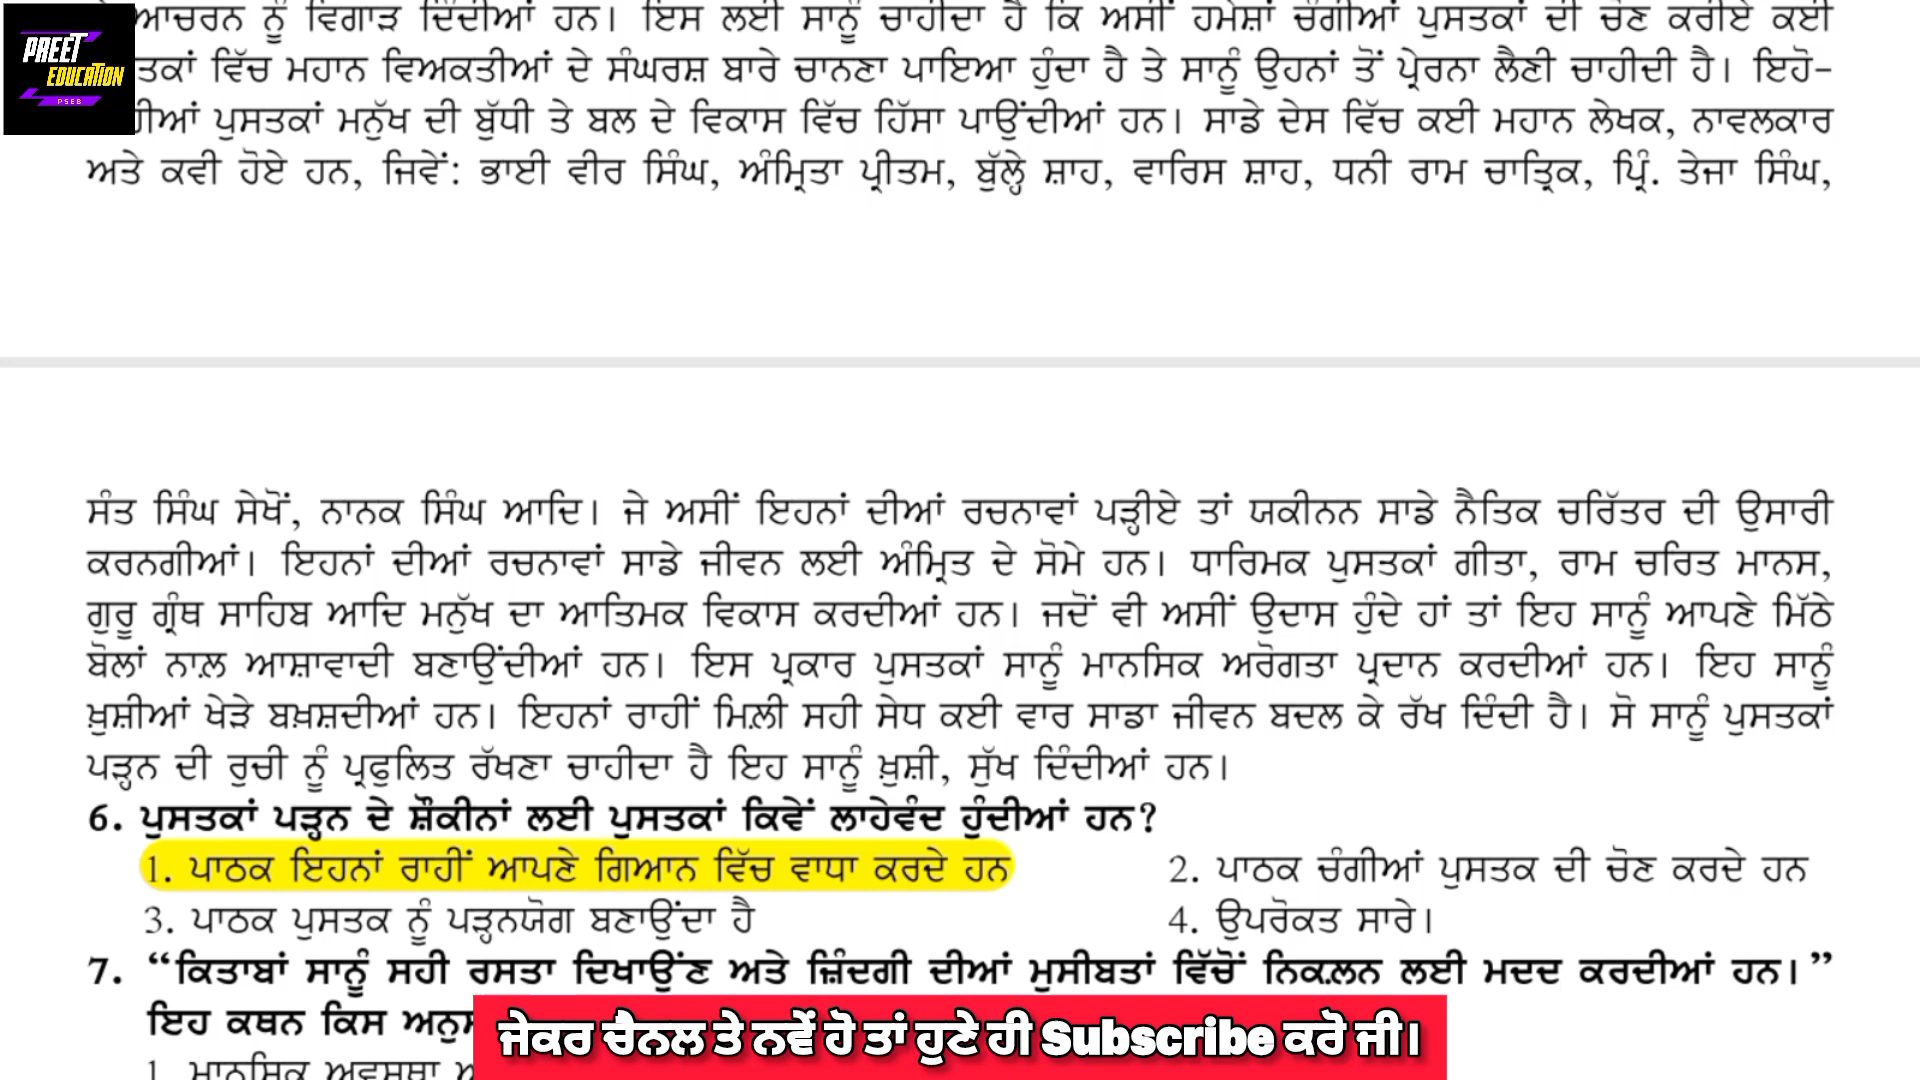 PREET
EDUCATION
PSEB
ਆਚਰਨ ਨੂੰ ਵਿਗਾੜ ਦਿੰਦੀਆਂ ਹਨ। ਇਸ ਲਈ ਸਾਨੂੰ ਚਾਹੀਦਾ ਹੈ ਕਿ ਅਸੀਂ ਹਮੇਸ਼ਾਂ ਚੰਗੀਆਂ ਪੁਸਤਕਾਂ ਦੀ ਚੋਣ ਕਰੀਏ ਕਈ
ਵਿੱਚ ਮਹਾਨ ਵਿਅਕਤੀਆਂ ਦੇ ਸੰਘਰਸ਼ ਬਾਰੇ ਚਾਨਣਾ ਪਾਇਆ ਹੁੰਦਾ ਹੈ ਤੇ ਸਾਨੂੰ ਉਹਨਾਂ ਤੋਂ ਪ੍ਰੇਰਨਾ ਲੈਣੀ ਚਾਹੀਦੀ ਹੈ। ਇਹੋ-
ਪੁਸਤਕਾਂ ਮਨੁੱਖ ਦੀ ਬੁੱਧੀ ਤੇ ਬਲ ਦੇ ਵਿਕਾਸ ਵਿੱਚ ਹਿੱਸਾ ਪਾਉਂਦੀਆਂ ਹਨ। ਸਾਡੇ ਦੇਸ ਵਿੱਚ ਕਈ ਮਹਾਨ ਲੇਖਕ, ਨਾਵਲਕਾਰ
ਅਤੇ ਕਵੀ ਹੋਏ ਹਨ, ਜਿਵੇਂ: ਭਾਈ ਵੀਰ ਸਿੰਘ, ਅੰਮ੍ਰਿਤਾ ਪ੍ਰੀਤਮ, ਬੁੱਲ੍ਹੇ ਸ਼ਾਹ, ਵਾਰਿਸ ਸ਼ਾਹ, ਧਨੀ ਰਾਮ ਚਾਤ੍ਰਿਕ, ਪ੍ਰਿੰ. ਤੇਜਾ ਸਿੰਘ,
ਸੰਤ ਸਿੰਘ ਸੇਖੋਂ, ਨਾਨਕ ਸਿੰਘ ਆਦਿ। ਜੇ ਅਸੀਂ ਇਹਨਾਂ ਦੀਆਂ ਰਚਨਾਵਾਂ ਪੜ੍ਹੀਏ ਤਾਂ ਯਕੀਨਨ ਸਾਡੇ ਨੈਤਿਕ ਚਰਿੱਤਰ ਦੀ ਉਸਾਰੀ
ਕਰਨਗੀਆਂ। ਇਹਨਾਂ ਦੀਆਂ ਰਚਨਾਵਾਂ ਸਾਡੇ ਜੀਵਨ ਲਈ ਅੰਮ੍ਰਿਤ ਦੇ ਸੋਮੇ ਹਨ। ਧਾਰਿਮਕ ਪੁਸਤਕਾਂ ਗੀਤਾ, ਰਾਮ ਚਰਿਤ ਮਾਨਸ,
ਗੁਰੂ ਗ੍ਰੰਥ ਸਾਹਿਬ ਆਦਿ ਮਨੁੱਖ ਦਾ ਆਤਿਮਕ ਵਿਕਾਸ ਕਰਦੀਆਂ ਹਨ। ਜਦੋਂ ਵੀ ਅਸੀਂ ਉਦਾਸ ਹੁੰਦੇ ਹਾਂ ਤਾਂ ਇਹ ਸਾਨੂੰ ਆਪਣੇ ਮਿੱਠੇ
ਬੋਲਾਂ ਨਾਲ਼ ਆਸ਼ਾਵਾਦੀ ਬਣਾਉਂਦੀਆਂ ਹਨ। ਇਸ ਪ੍ਰਕਾਰ ਪੁਸਤਕਾਂ ਸਾਨੂੰ ਮਾਨਸਿਕ ਅਰੋਗਤਾ ਪ੍ਰਦਾਨ ਕਰਦੀਆਂ ਹਨ। ਇਹ ਸਾਨੂੰ
ਖ਼ੁਸ਼ੀਆਂ ਖੇੜੇ ਬਖ਼ਸ਼ਦੀਆਂ ਹਨ। ਇਹਨਾਂ ਰਾਹੀਂ ਮਿਲ਼ੀ ਸਹੀ ਸੇਧ ਕਈ ਵਾਰ ਸਾਡਾ ਜੀਵਨ ਬਦਲ ਕੇ ਰੱਖ ਦਿੰਦੀ ਹੈ। ਸੋ ਸਾਨੂੰ ਪੁਸਤਕਾਂ
ਪੜ੍ਹਨ ਦੀ ਰੁਚੀ ਨੂੰ ਪ੍ਰਫੁਲਿਤ ਰੱਖਣਾ ਚਾਹੀਦਾ ਹੈ ਇਹ ਸਾਨੂੰ ਖ਼ੁਸ਼ੀ, ਸੁੱਖ ਦਿੰਦੀਆਂ ਹਨ।
6. ਪੁਸਤਕਾਂ ਪੜ੍ਹਨ ਦੇ ਸ਼ੌਕੀਨਾਂ ਲਈ ਪੁਸਤਕਾਂ ਕਿਵੇਂ ਲਾਹੇਵੰਦ ਹੁੰਦੀਆਂ ਹਨ?
1. ਪਾਠਕ ਇਹਨਾਂ ਰਾਹੀਂ ਆਪਣੇ ਗਿਆਨ ਵਿੱਚ ਵਾਧਾ ਕਰਦੇ ਹਨ 2. ਪਾਠਕ ਚੰਗੀਆਂ ਪੁਸਤਕ ਦੀ ਚੋਣ ਕਰਦੇ ਹਨ
3. ਪਾਠਕ ਪੁਸਤਕ ਨੂੰ ਪੜ੍ਹਨਯੋਗ ਬਣਾਉਂਦਾ ਹੈ 4. ਉਪਰੋਕਤ ਸਾਰੇ।
7. “ਕਿਤਾਬਾਂ ਸਾਨੂੰ ਸਹੀ ਰਸਤਾ ਦਿਖਾਉਂਣ ਅਤੇ ਜ਼ਿੰਦਗੀ ਦੀਆਂ ਮੁਸੀਬਤਾਂ ਵਿੱਚੋਂ ਨਿਕਲ਼ਨ ਲਈ ਮਦਦ ਕਰਦੀਆਂ ਹਨ।”
ਇਹ ਕਥਨ ਕਿਸ
1. ਮਾਨਸਿਕ ਅਵਸਥਾ
ਜੇਕਰ ਚੈਨਲ ਤੇ ਨਵੇਂ ਹੋ ਤਾਂ ਹੁਣੇ ਹੀ Subscribe ਕਰੋ ਜੀ।